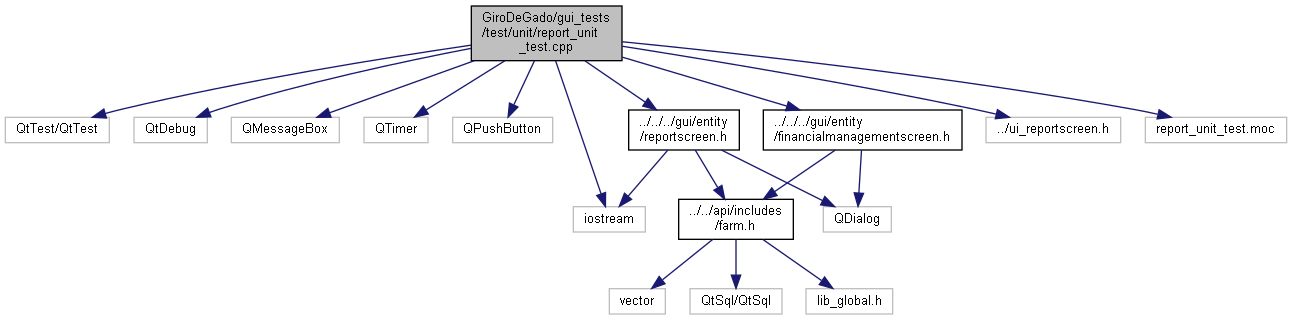 GiroDeGado/gui_tests
/test/unit/report_unit
_test.cpp
QtTest/QtTest
QtDebug
QMessageBox
QTimer
QPushButton
../../../gui/entity
/reportscreen.h
../../../gui/entity
/financialmanagementscreen.h
../ui_reportscreen.h
report_unit_test.moc
iostream
../../api/includes
/farm.h
QDialog
vector
QtSql/QtSql
lib_global.h